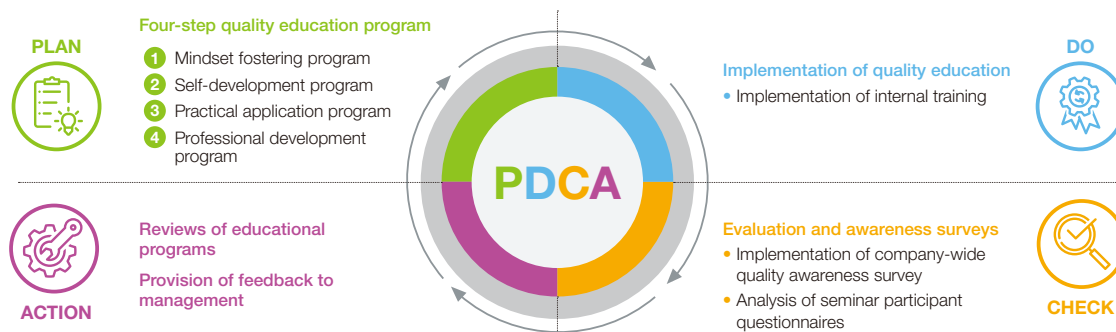 PLAN
Four-step quality education program
1 Mindset fostering program
2 Self-development program
3 Practical application program
4 Professional development
program
DO
Implementation of quality education
• Implementation of internal training
PDCA
ACTION
Reviews of educational
programs
Provision of feedback to
management
Evaluation and awareness surveys
• Implementation of company-wide
quality awareness survey
• Analysis of seminar participant
questionnaires
CHECK